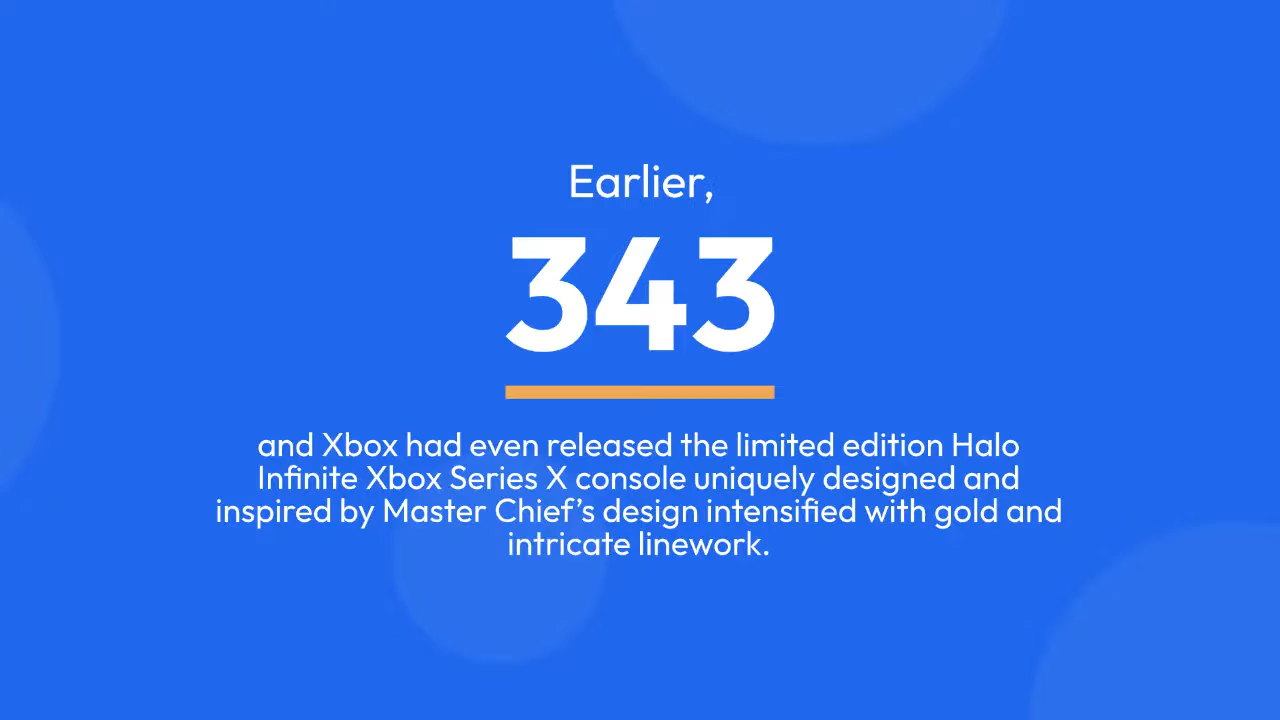 Earlier,
343
and Xbox had even released the limited edition Halo
Infinite Xbox Series X console uniquely designed and
inspired by Master Chief’s design intensified with gold and
intricate linework.